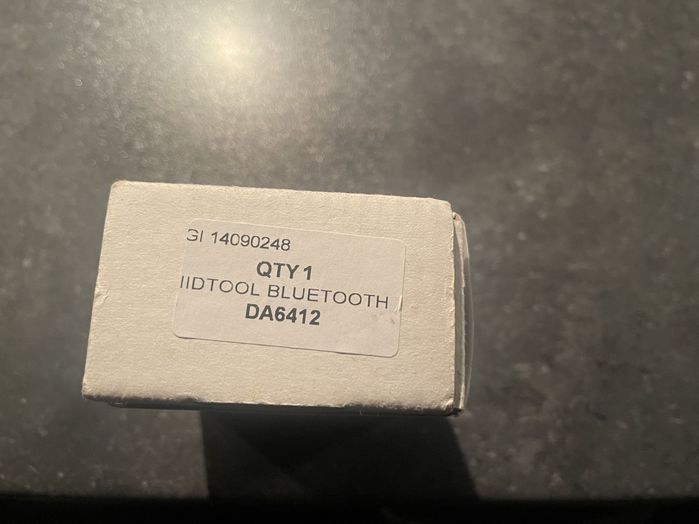 GI 14090248
QTY 1
IIDTOOL BLUETOOTH
DA6412